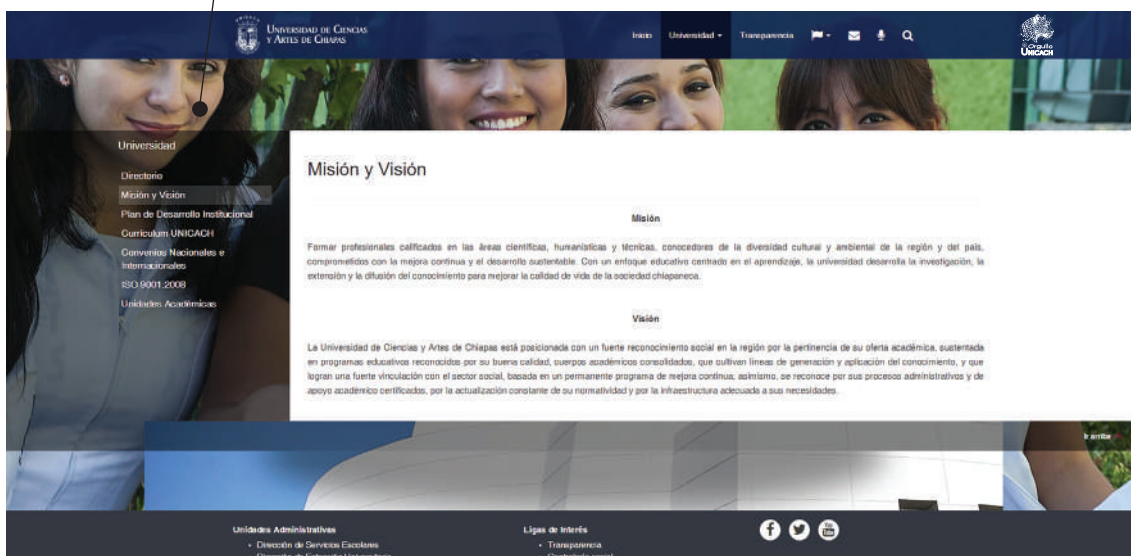 UNICACH
UNIVERSIDAD DE CIENCIAS
Y ARTES DE CHIAPAS
Inicio Universidad Transparencia
Orgullo
UNICACH
Universidad
Directorio
Misión y Visión
Plan de Desarrollo Institucional
Curriculum UNICACH
Convenios Nacionales e
Internacionales
ISO 9001:2008
Unidades Académicas
Misión y Visión
Misión
Formar profesionales calificados en las áreas científicas, humanísticas y técnicas, conocedores de la diversidad cultural y ambiental de la región y del país,
comprometidos con la mejora continua y el desarrollo sustentable. Con un enfoque educativo centrado en el aprendizaje, la universidad desarrolla la investigación, la
extensión y la difusión del conocimiento para mejorar la calidad de vida de la sociedad chiapaneca.
Visión
La Universidad de Ciencias y Artes de Chiapas está posicionada con un fuerte reconocimiento social en la región por la pertinencia de su oferta académica, sustentada
en programas educativos reconocidos por su buena calidad, cuerpos académicos consolidados, que cultivan líneas de generación y aplicación del conocimiento, y que
logran una fuerte vinculación con el sector social, basada en un permanente programa de mejora continua, asimismo, se reconoce por sus procesos administrativos y de
apoyo académico certificados, por la actualización constante de su normatividad y por la infraestructura adecuada a sus necesidades.
Ir arriba
Unidades Administrativas
Ligas de Interés
Dirección de Servicios Escolares
Transparencia
Dirección de Extensión Universitaria
Contraloría social